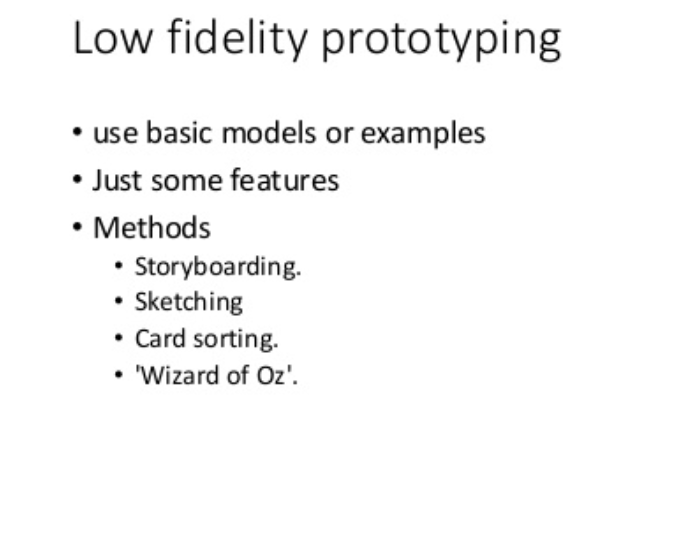 Low fidelity prototyping
• use basic models or examples
• Just some features
• Methods
• Storyboarding.
• Sketching
• Card sorting.
• 'Wizard of Oz'.